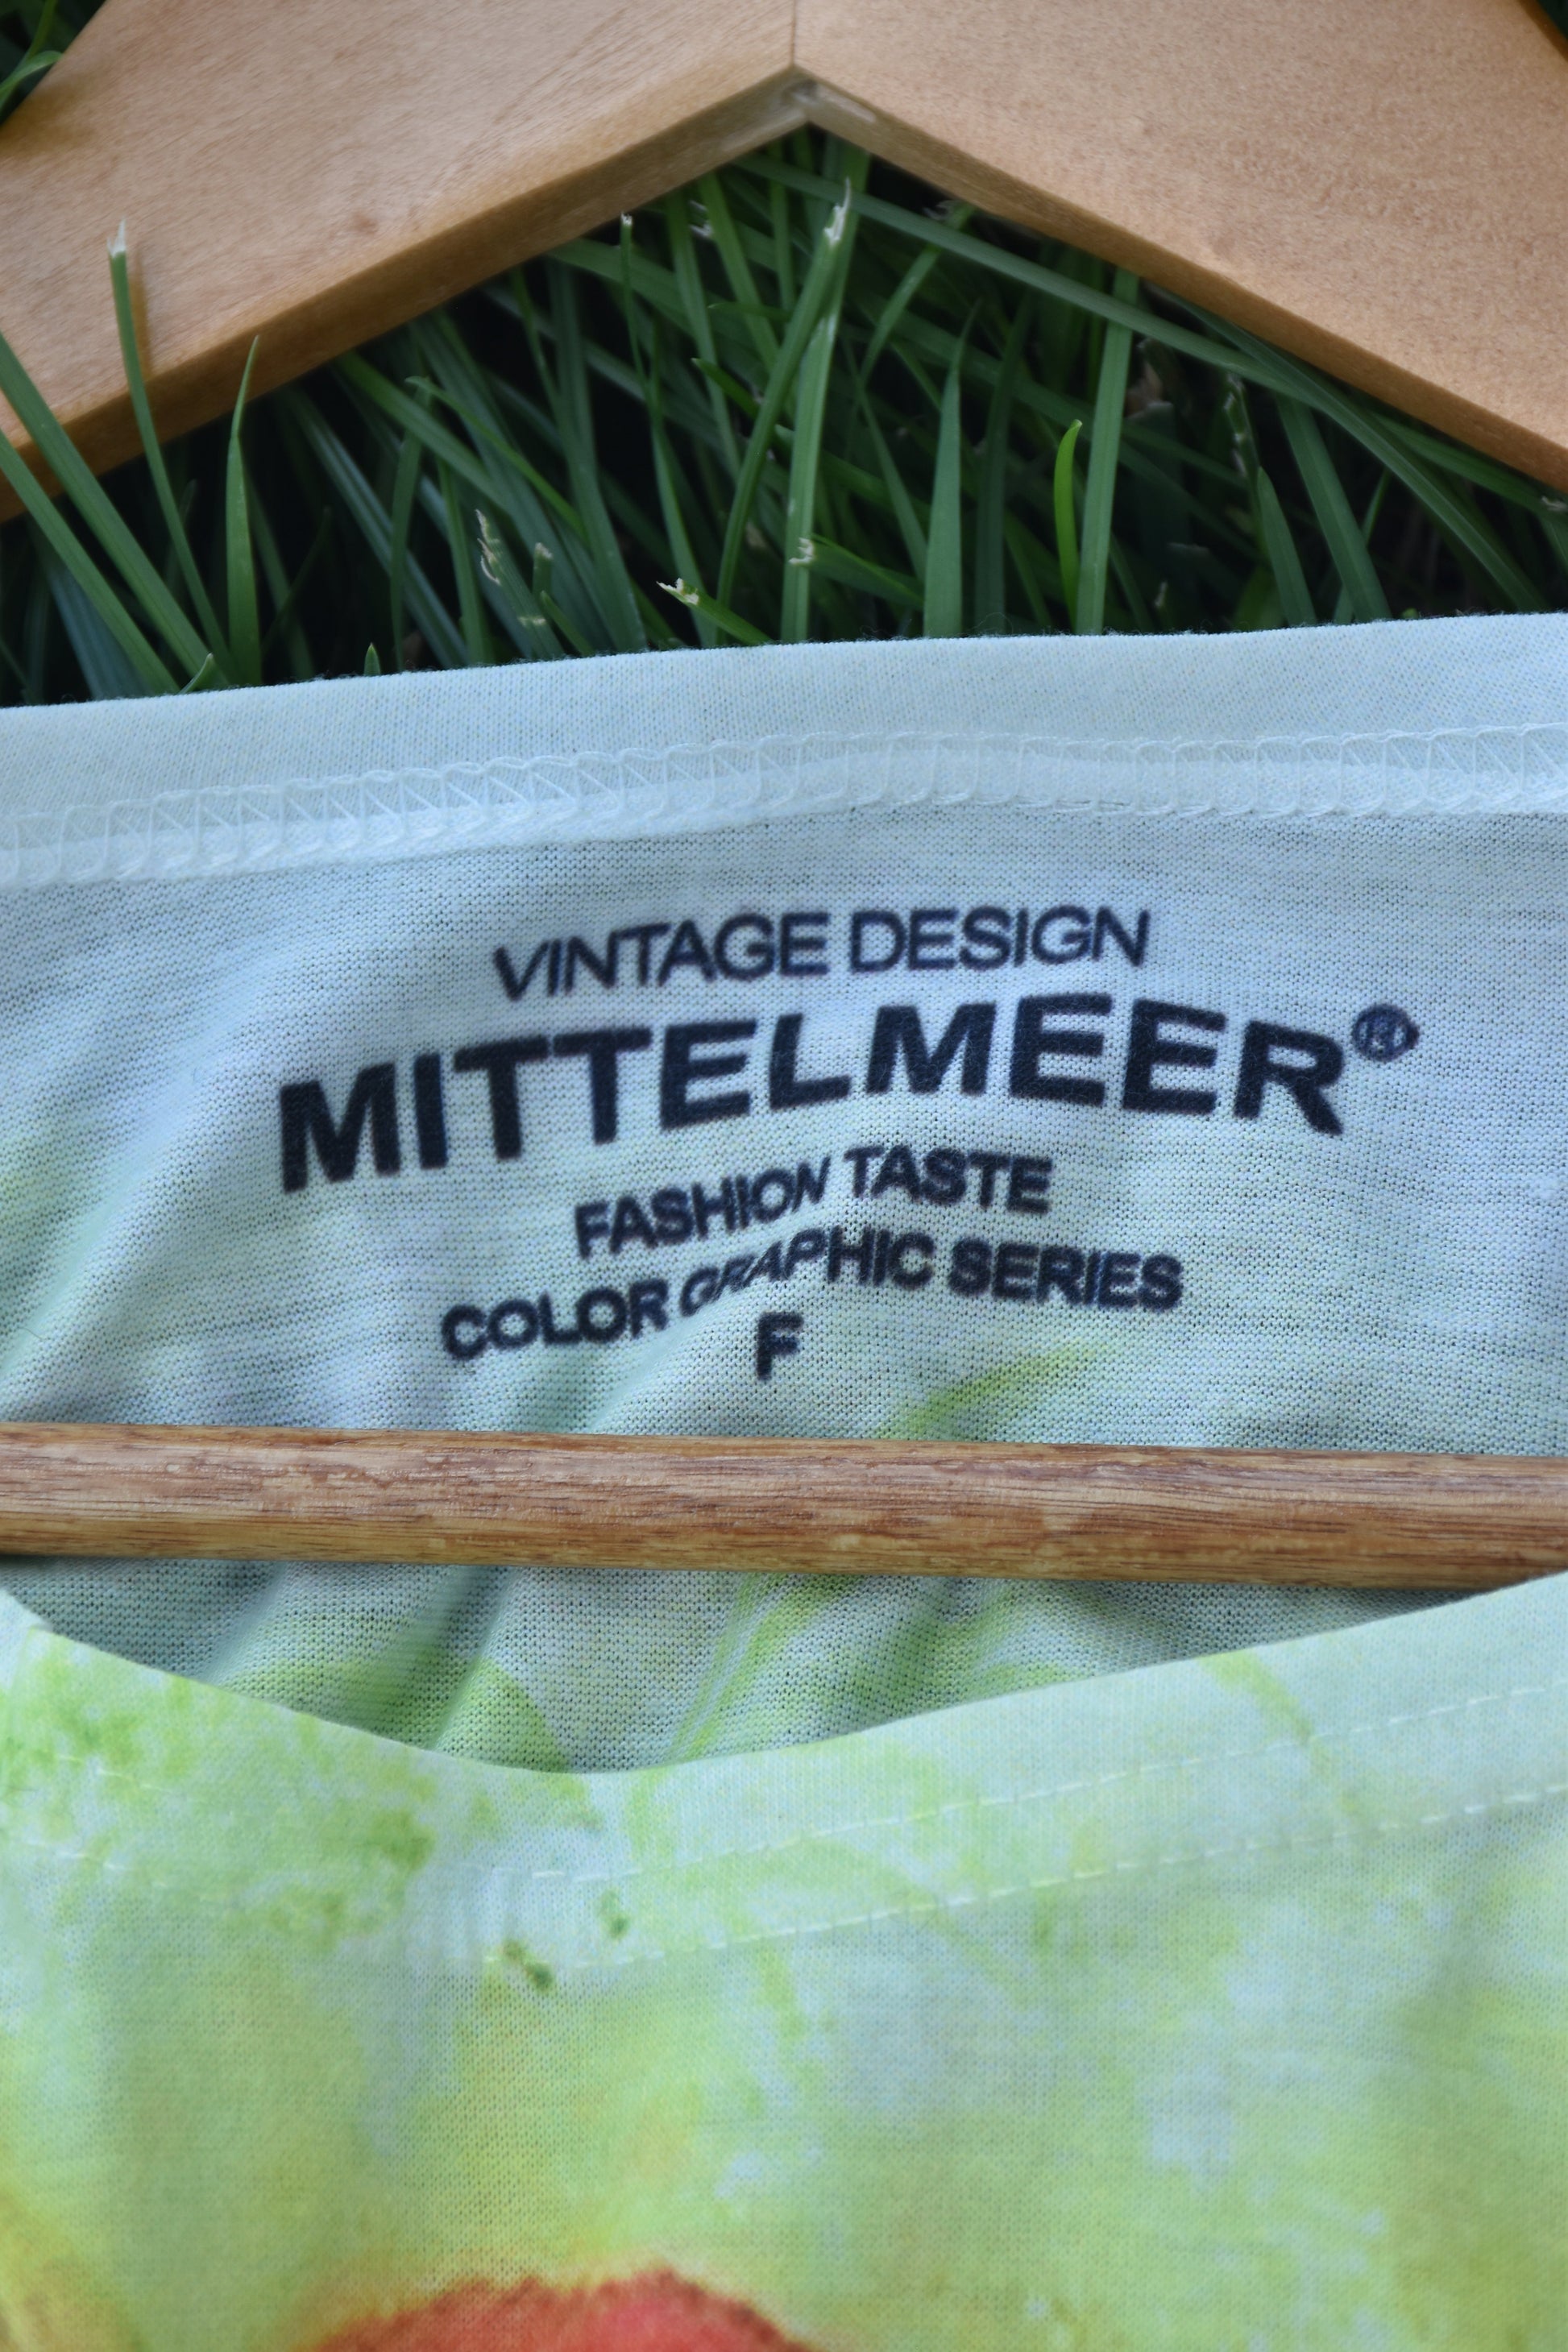 VINTAGE DESIGN
MITTELMEER®
FASHION TASTE
COLOR GRAPHIC SERIES
F